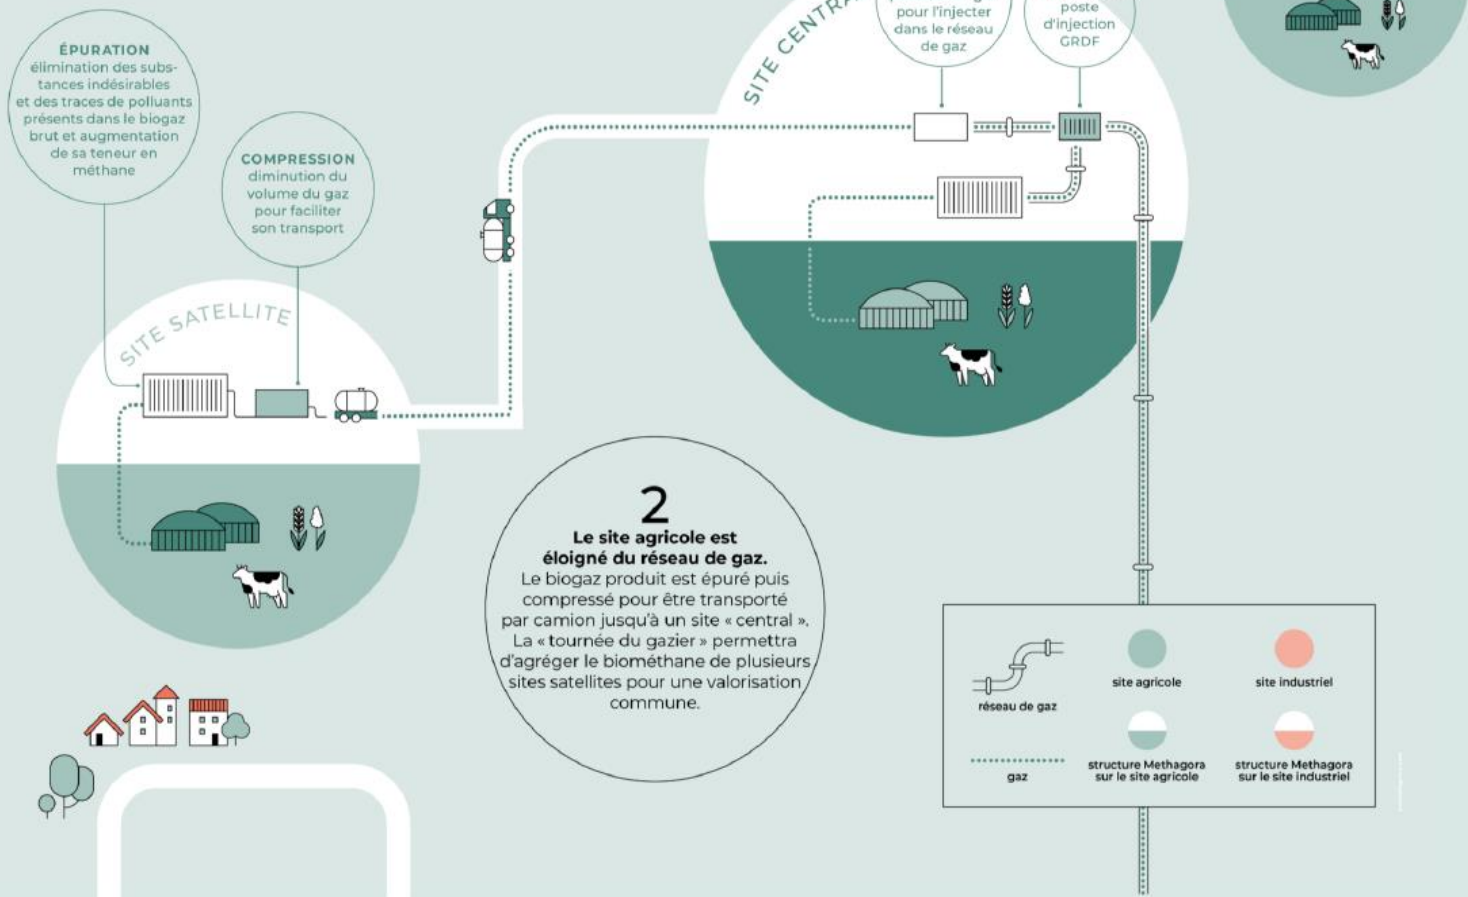 ÉPURATION
élimination des subs-
tances indésirables
et des traces de polluants
présents dans le biogaz
brut et augmentation
de sa teneur en
méthane
COMPRESSION
diminution du
volume du gaz
pour faciliter
son transport
SITE SATELLITE
SITE CENTRA
pour l'injecter
dans le réseau
de gaz
poste
d'injection
GRDF
2
Le site agricole est
éloigné du réseau de gaz.
Le biogaz produit est épuré puis
compressé pour être transporté
par camion jusqu'à un site « central ».
La « tournée du gazier » permettra
d'agréger le biométhane de plusieurs
sites satellites pour une valorisation
commune.
réseau de gaz
site agricole
site industriel
gaz
structure Methagora
sur le site agricole
structure Methagora
sur le site industriel